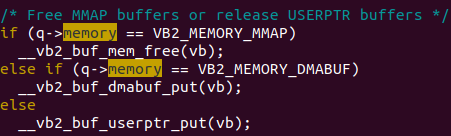 /* Free MMAP buffers or release USERPTR buffers */
if (q->memory == VB2_MEMORY_MMAP)
__vb2_buf_mem_free(vb);
else if (q->memory == VB2_MEMORY_DMABUF)
__vb2_buf_dmabuf_put(vb);
else
__vb2_buf_userptr_put(vb);